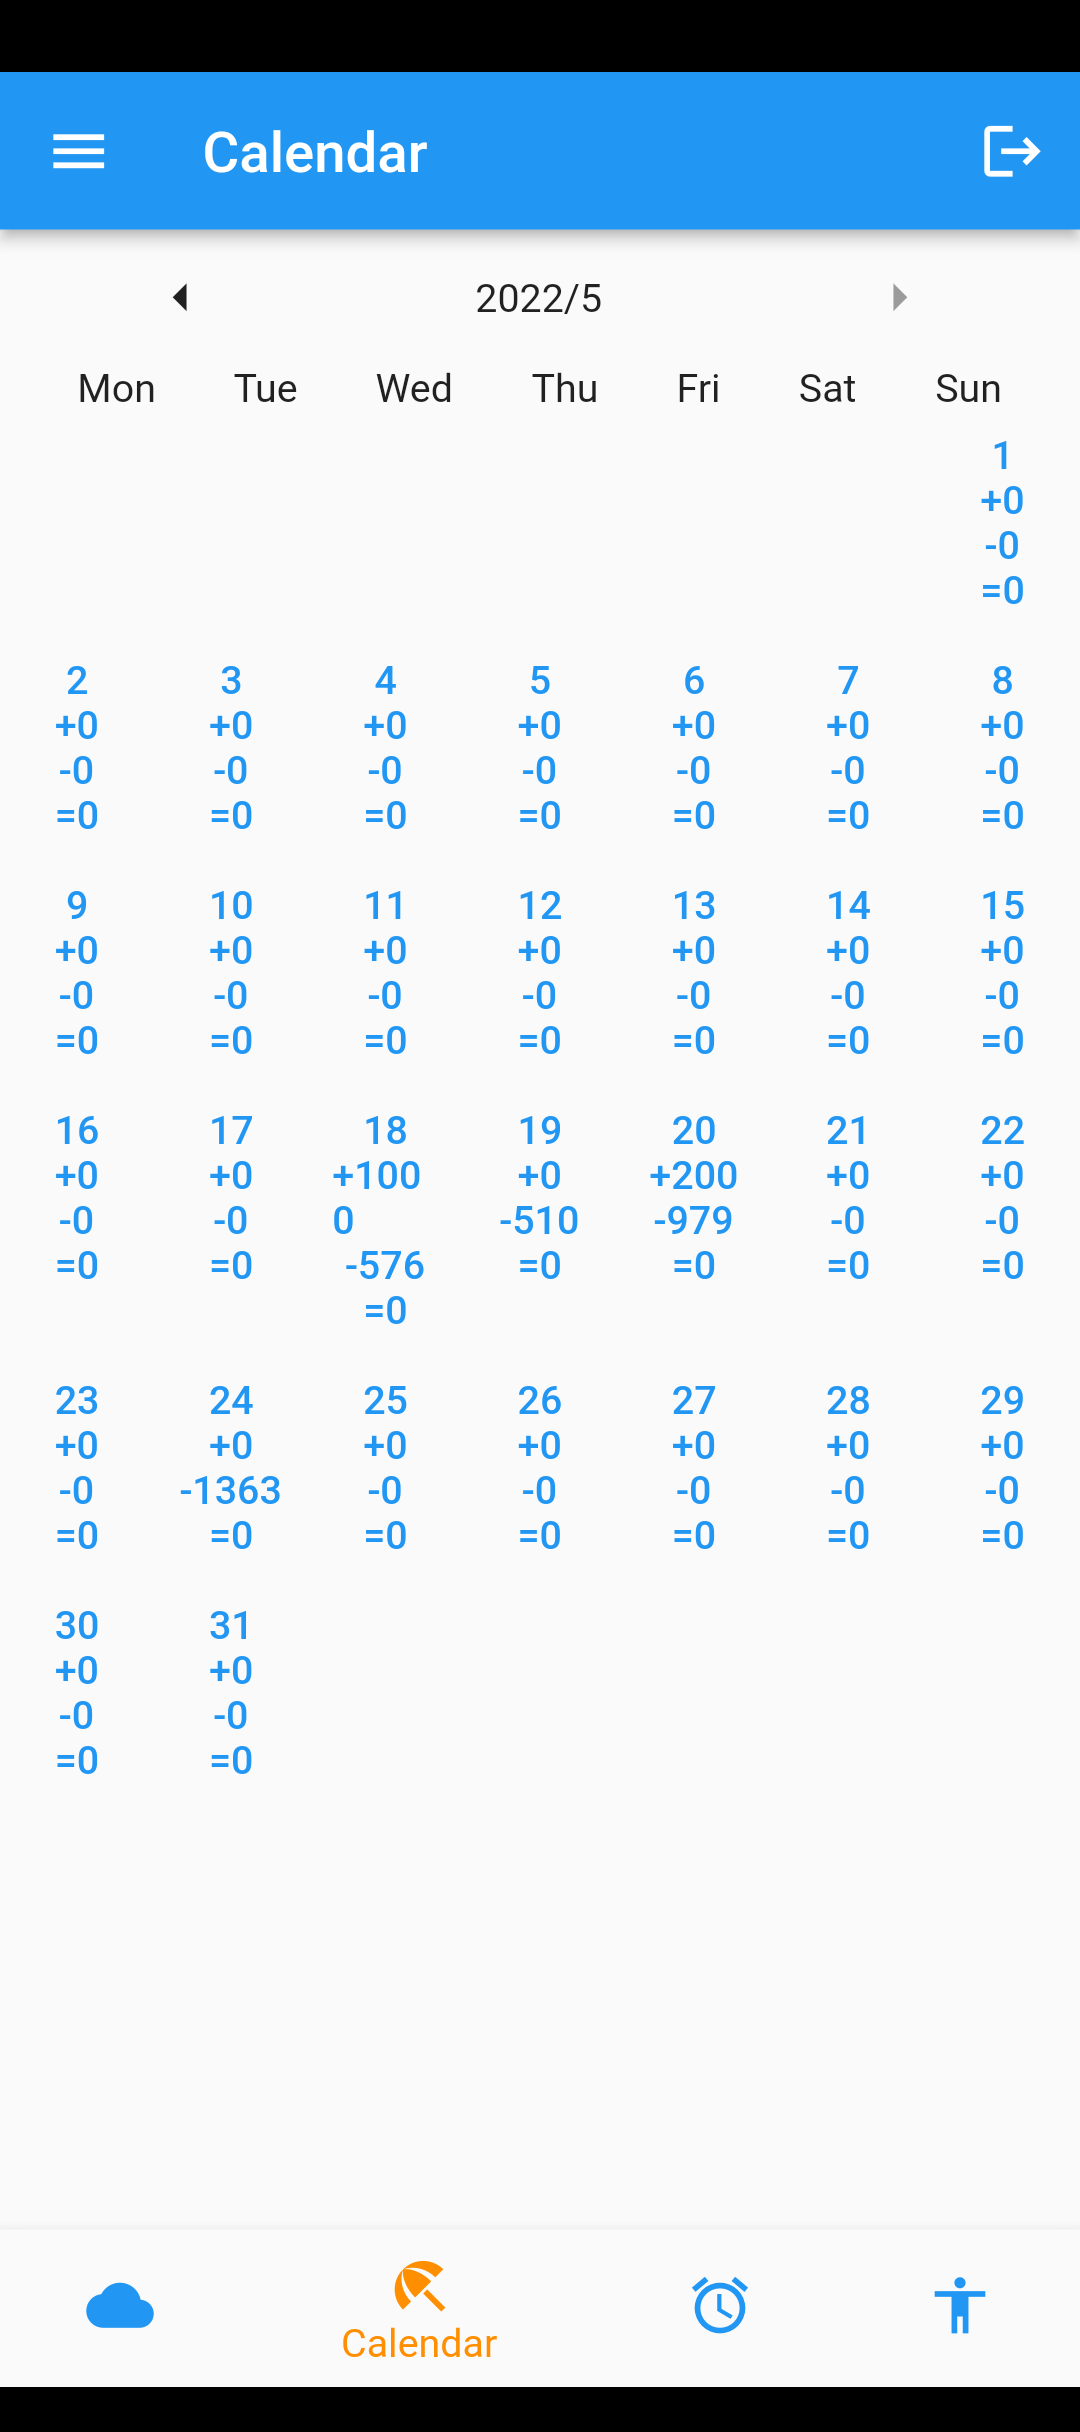 Calendar
2022/5
Mon Tue Wed Thu Fri Sat Sun
1
+0
-0
=0
2 3 4 5 6 7 8
+0 +0 +0 +0 +0 +0 +0
-0 -0 -0 -0 -0 -0 -0
=0 =0 =0 =0 =0 =0 =0
9 10 11 12 13 14 15
+0 +0 +0 +0 +0 +0 +0
-0 -0 -0 -0 -0 -0 -0
=0 =0 =0 =0 =0 =0 =0
16 17 18 19 20 21 22
+0 +0 +100 +0 +200 +0 +0
-0 -0 0 -510 -979 -0 -0
=0 =0 -576 =0 =0 =0 =0
=0
23 24 25 26 27 28 29
+0 +0 +0 +0 +0 +0 +0
-0 -1363 -0 -0 -0 -0 -0
=0 =0 =0 =0 =0 =0 =0
30 31
+0 +0
-0 -0
=0 =0
Calendar